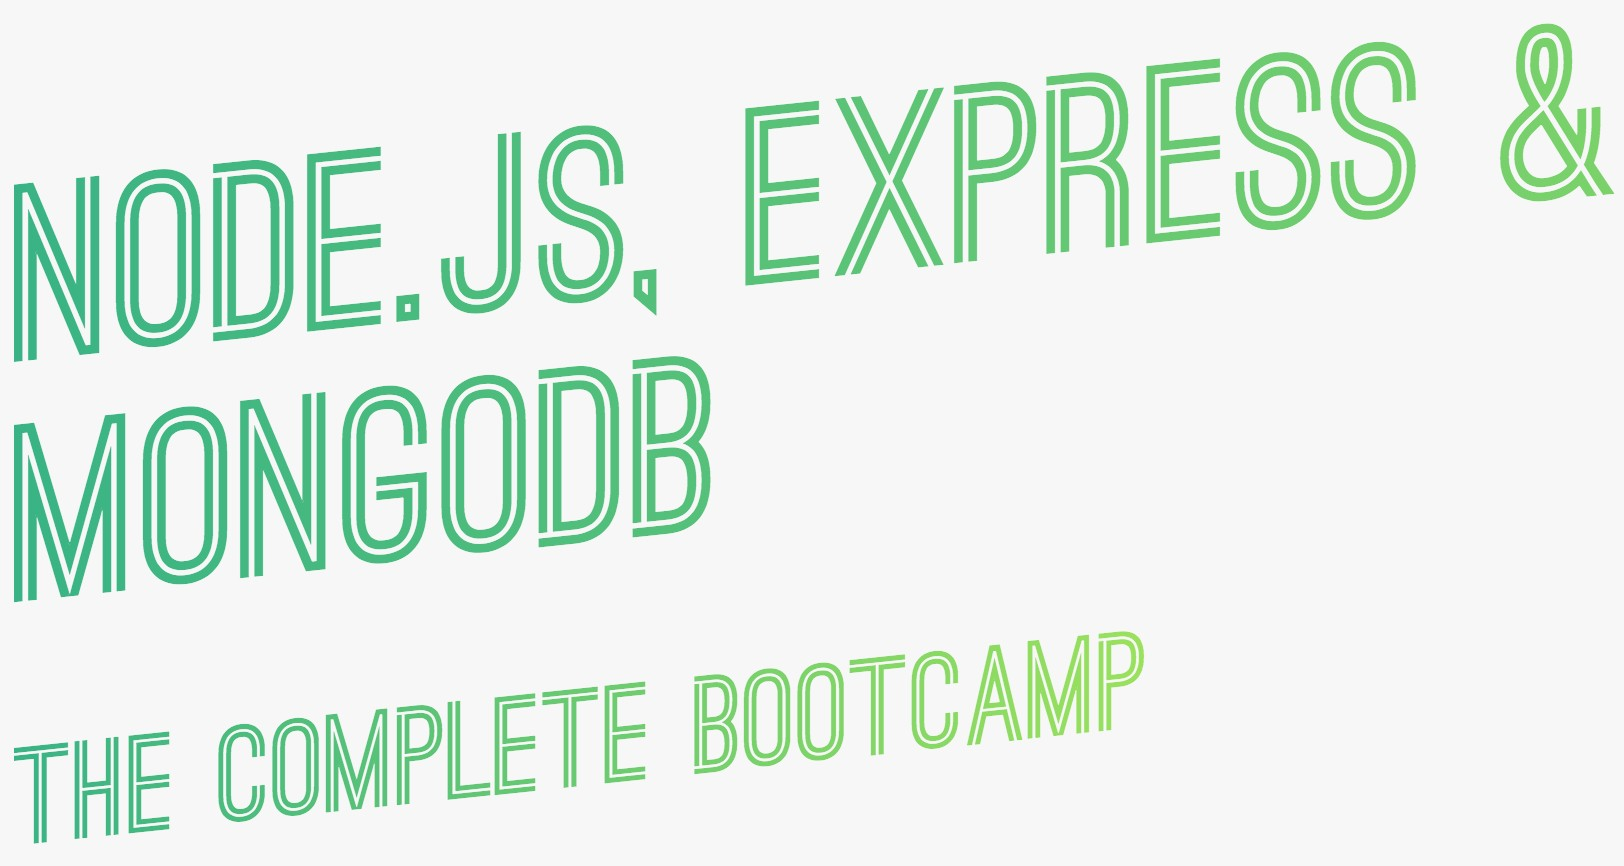 NODE.JS, EXPRESS &
MONGODB
THE COMPLETE BOOTCAMP